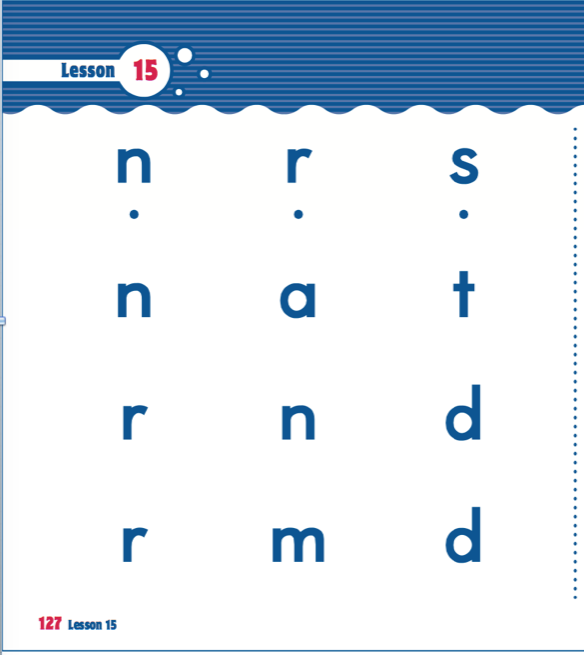 Lesson 15
n r s
n a t
r n d
r m d
127 Lesson 15